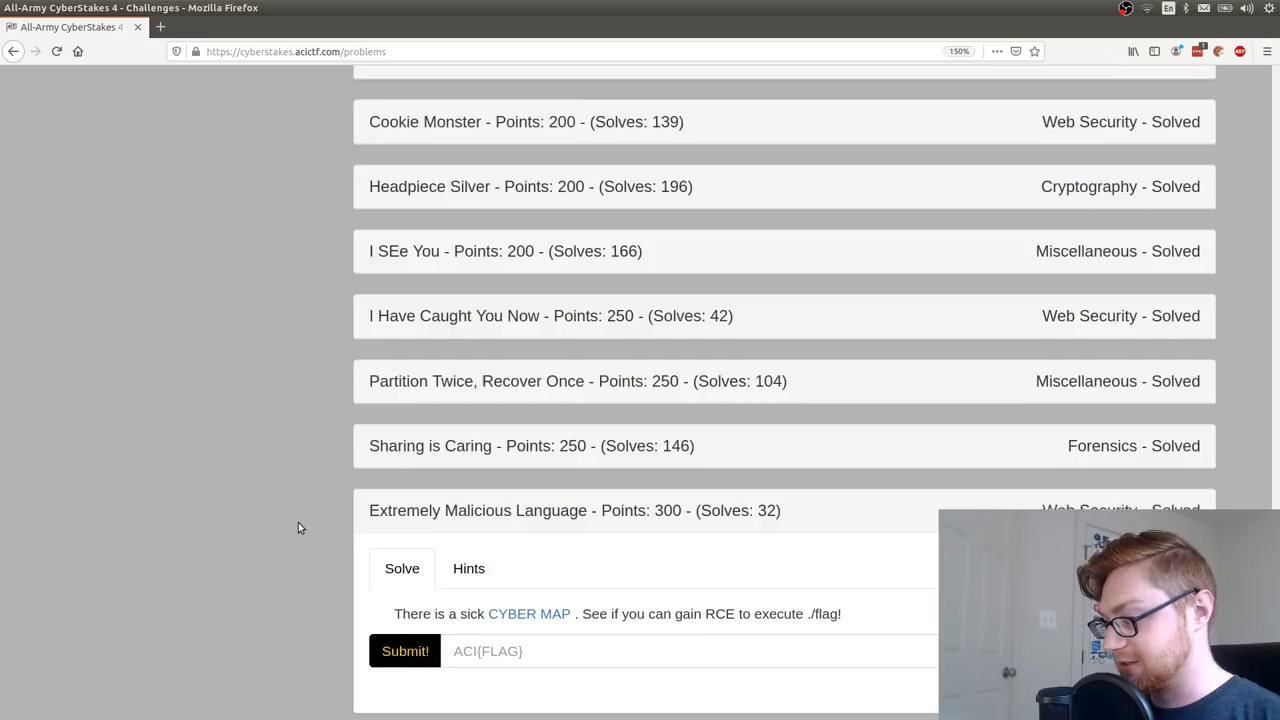 All-Army CyberStakes 4 - Challenges - Mozilla Firefox
En
All-Army CyberStakes 4
https://cyberstakes.acictf.com/problems
150%
ABP
Cookie Monster - Points: 200 - (Solves: 139)
Web Security - Solved
Headpiece Silver - Points: 200 - (Solves: 196)
Cryptography - Solved
I SEe You - Points: 200 - (Solves: 166)
Miscellaneous - Solved
I Have Caught You Now - Points: 250 - (Solves: 42)
Web Security - Solved
Partition Twice, Recover Once - Points: 250 - (Solves: 104)
Miscellaneous - Solved
Sharing is Caring - Points: 250 - (Solves: 146)
Forensics - Solved
Extremely Malicious Language - Points: 300 - (Solves: 32)
Web Security - Solved
Solve
Hints
There is a sick CYBER MAP . See if you can gain RCE to execute ./flag!
Submit!
ACI{FLAG}